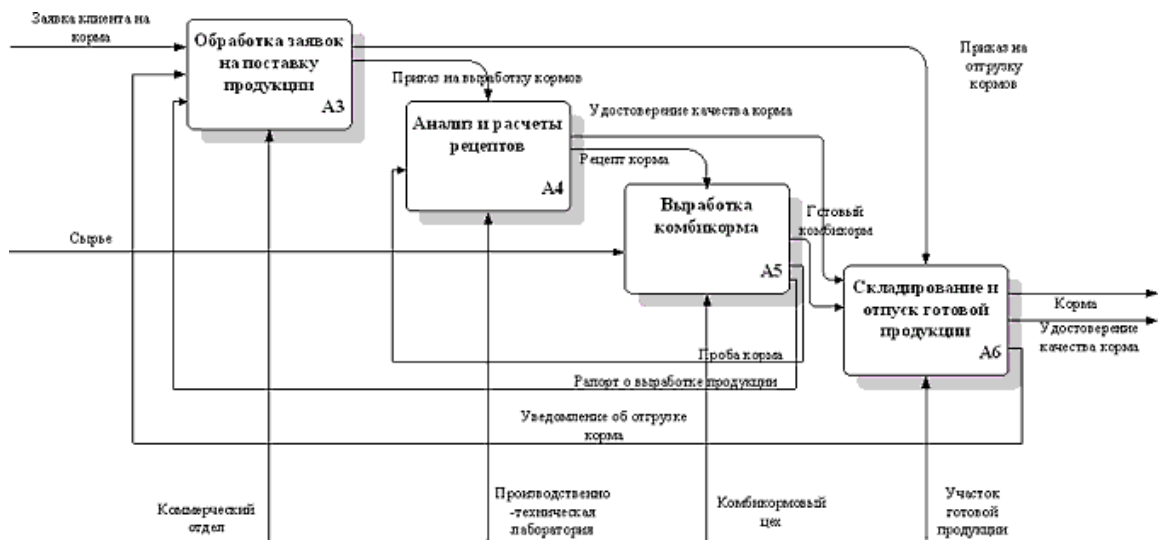 Заявка клиента на
корма
Обработка заявок
на поставку
продукции
A3
Приказ на
отгрузку
кормов
Приказ на выработку кормов
Анализ и расчеты
рецептов
A4
Удостоверение качества корма
Рецепт корма
Выработка
комбикорма
A5
Готовый
комбикорм
Сырье
Складирование и
отпуск готовой
продукции
A6
Корма
Удостоверение
качества корма
Проба корма
Рапорт о выработке продукции
Уведомление об отгрузке
корма
Коммерческий
отдел
Производственно
-техническая
лаборатория
Комбикормовый
цех
Участок
готовой
продукции